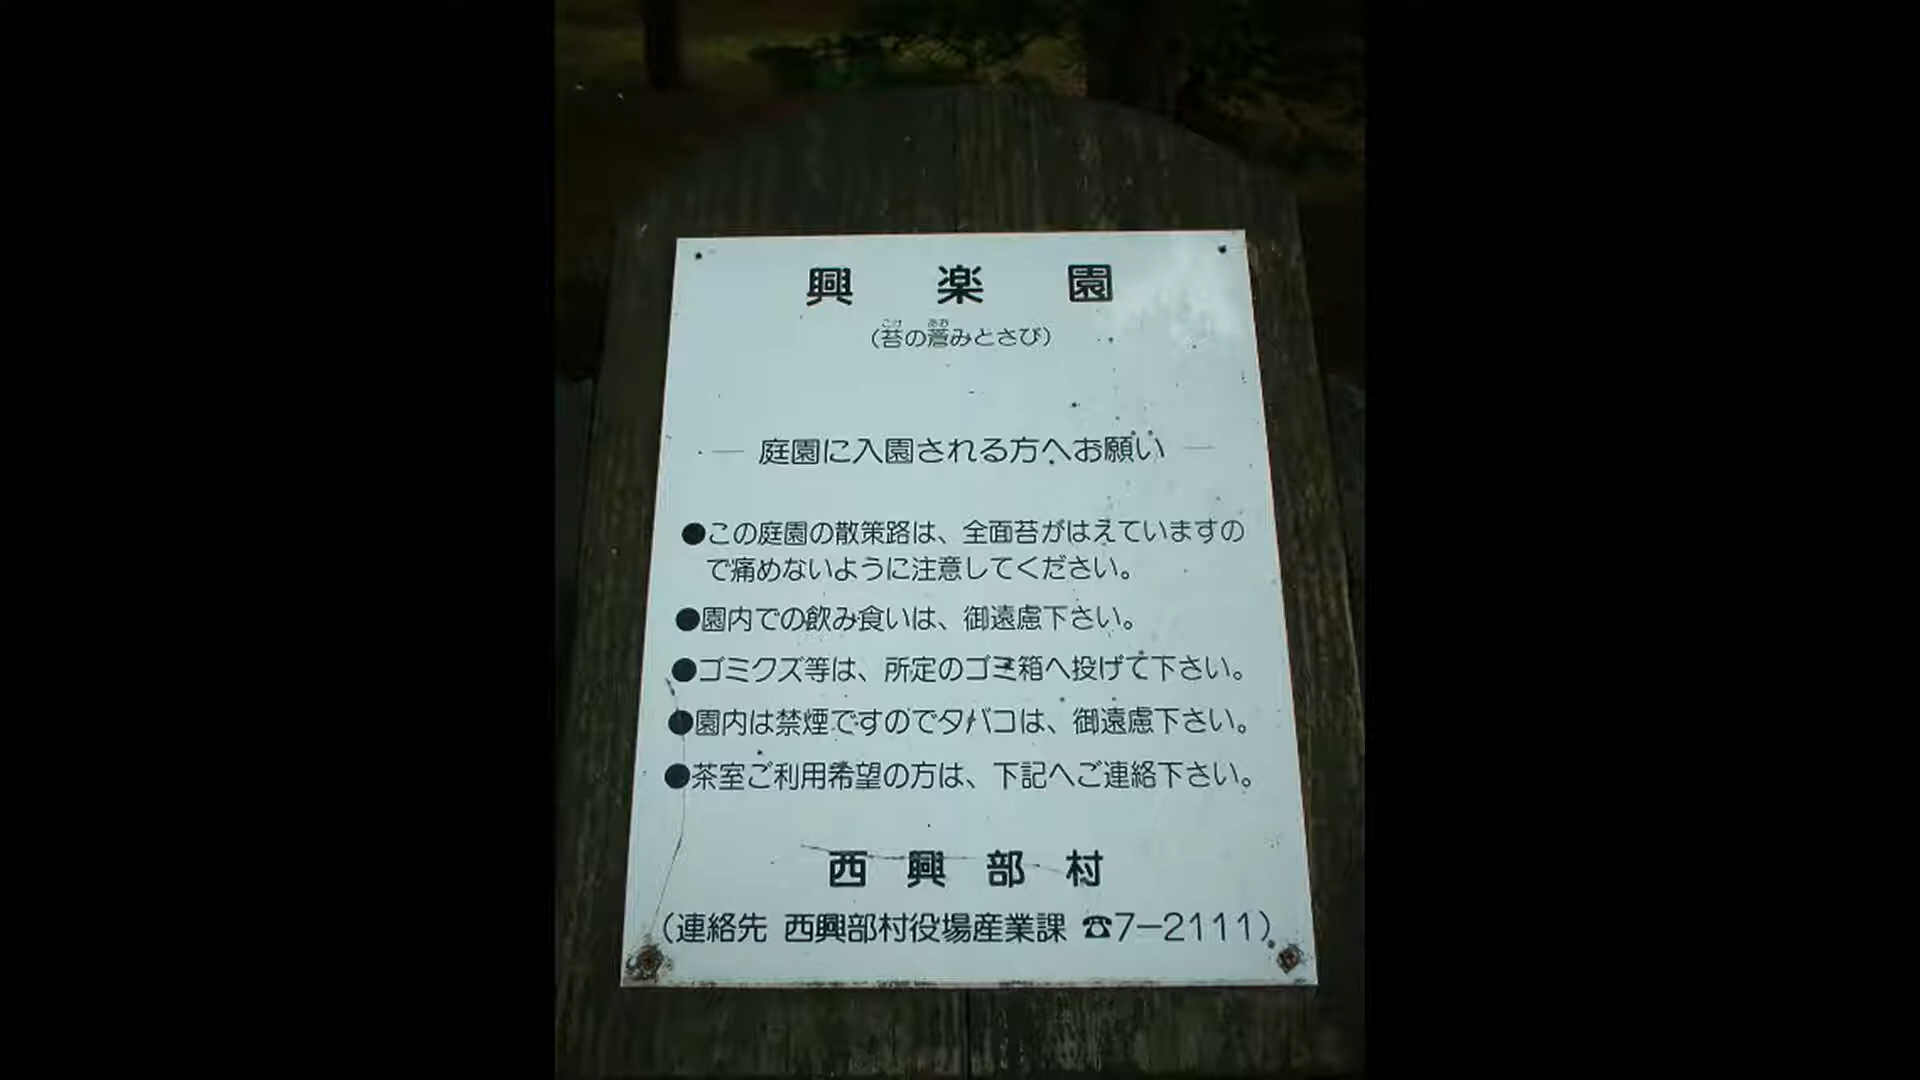 興楽園
(苔の蒼みとさび)
― 庭園に入園される方へお願い ―
●この庭園の散策路は、全面苔がはえていますの
で痛めないように注意してください。
●園内での飲み食いは、御遠慮下さい。
●ゴミクズ等は、所定のゴミ箱へ投げて下さい。
●園内は禁煙ですのでタバコは、御遠慮下さい。
●茶室ご利用希望の方は、下記へご連絡下さい。
西興部村
(連絡先 西興部村役場産業課 ☎7-2111)